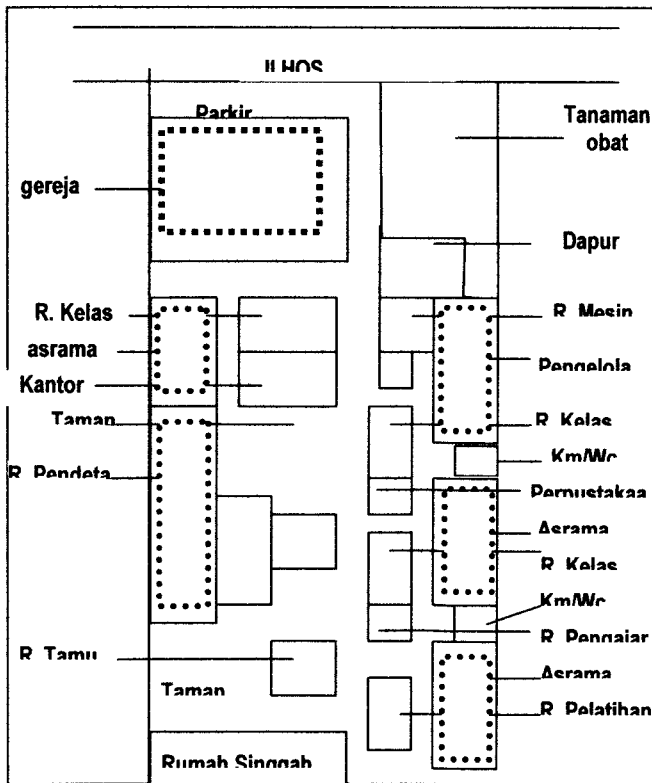 Parkir
Tanaman
obat
gereja
Dapur
R. Kelas
R. Mesin
asrama
Pengelola
Kantor
Taman
R. Kelas
Km/Wc
R. Pendeta
Perpustakaa
Asrama
R. Kelas
Km/Wc
R. Pengajar
R. Tamu
Asrama
Taman
R. Pelatihan
Rumah Singgah